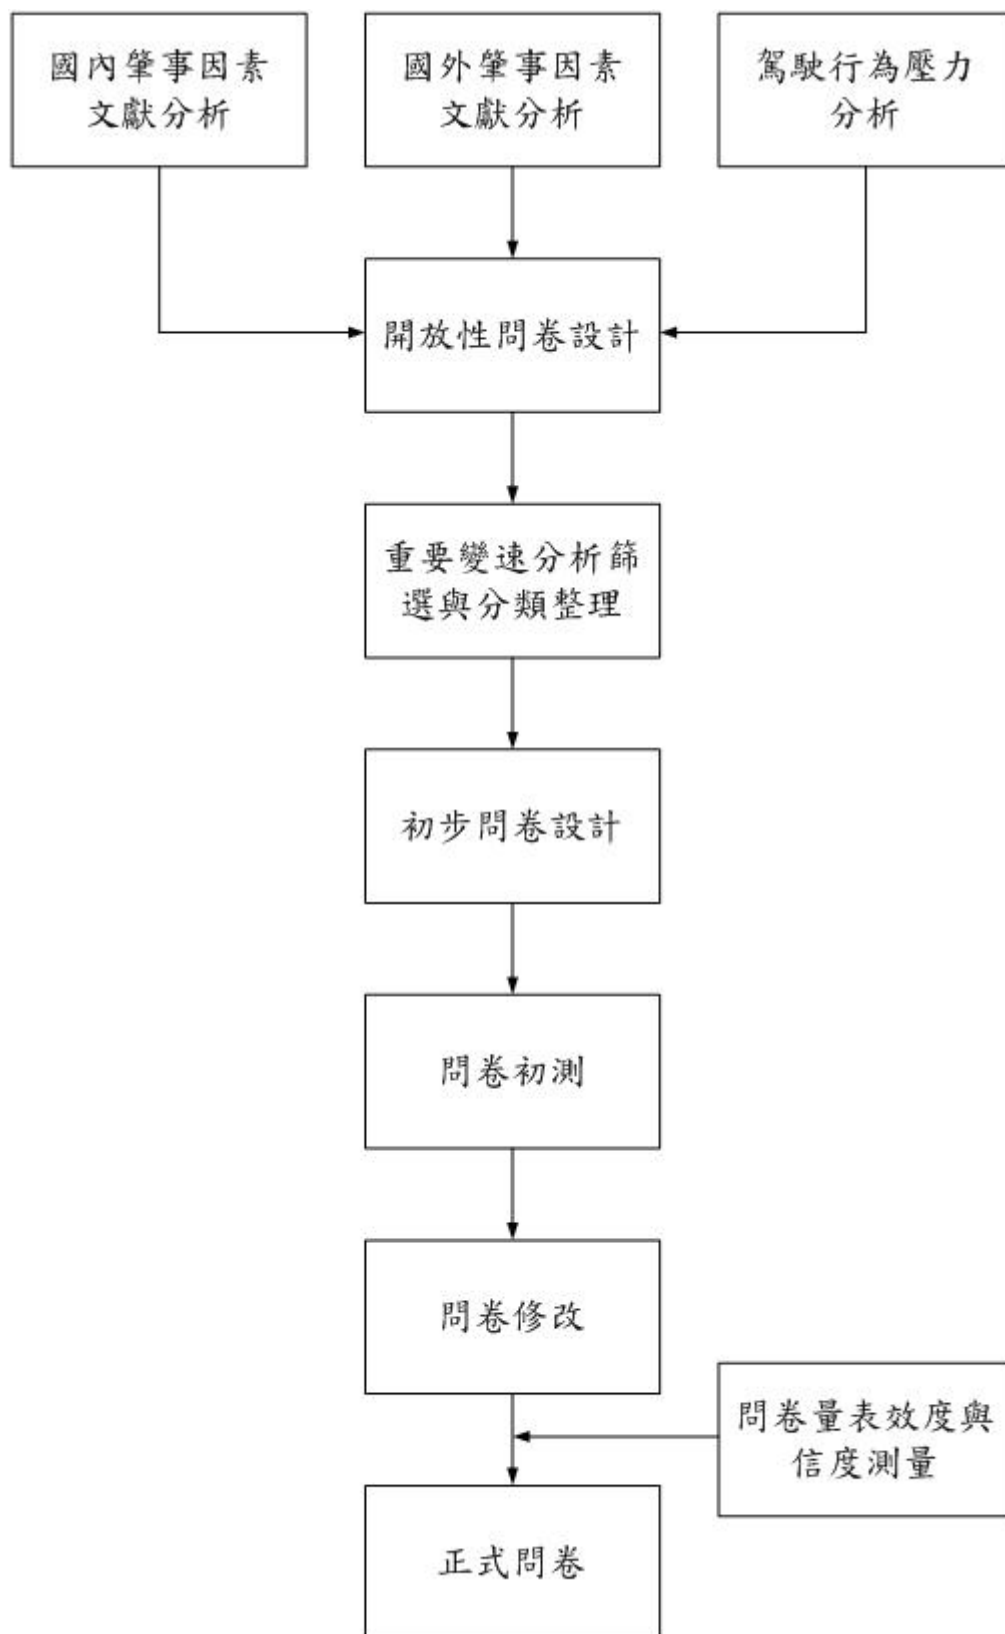 國內肇事因素
文獻分析
國外肇事因素
文獻分析
駕駛行為壓力
分析
開放性問卷設計
重要變速分析篩
選與分類整理
初步問卷設計
問卷初測
問卷修改
問卷量表效度與
信度測量
正式問卷